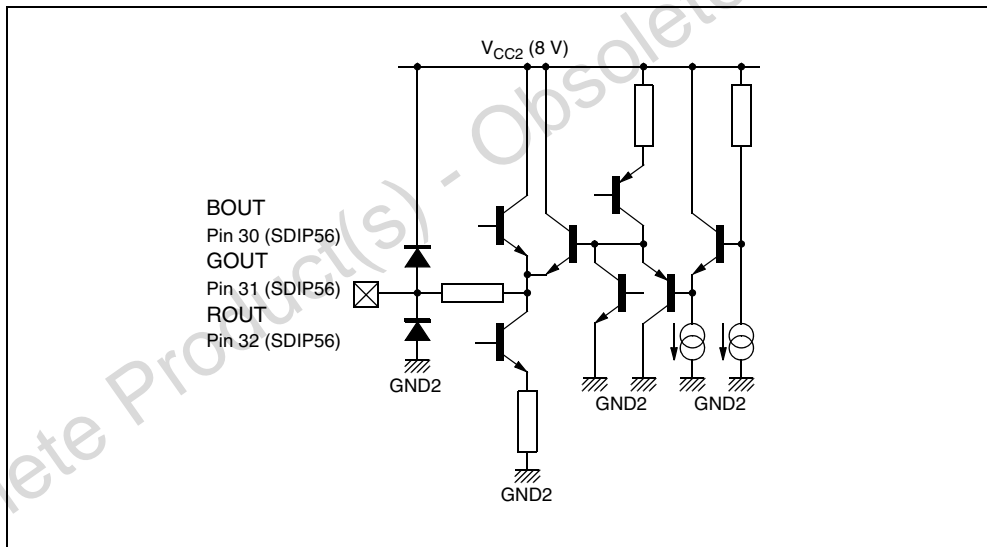 VCC2 (8 V)
BOUT
Pin 30 (SDIP56)
GOUT
Pin 31 (SDIP56)
ROUT
Pin 32 (SDIP56)
GND2
GND2
GND2
GND2
lete Product(s) - Obsolete